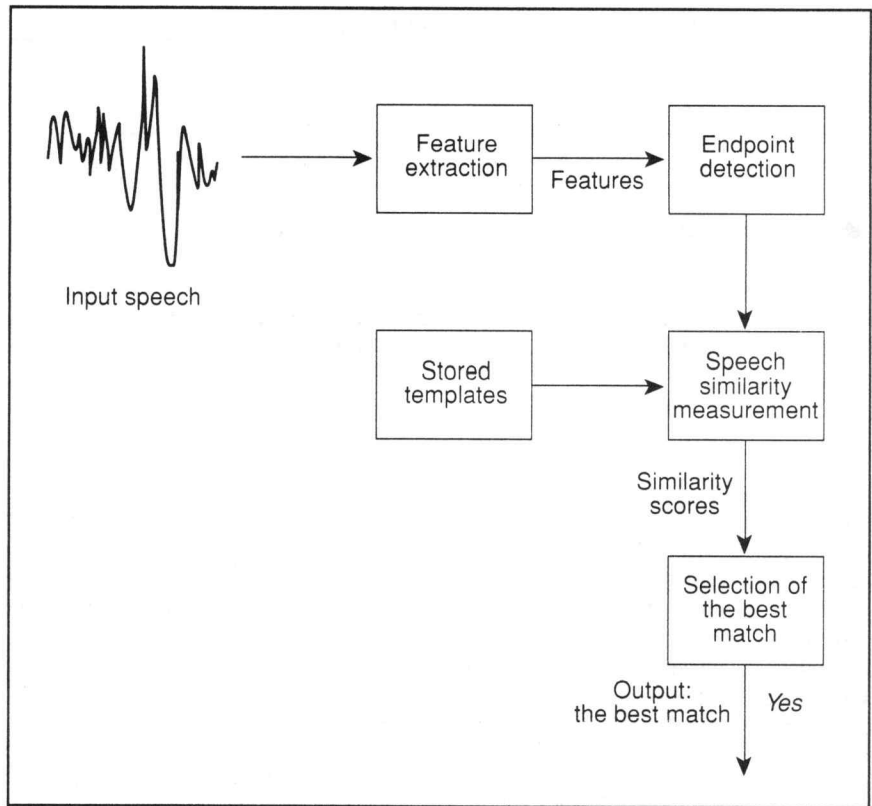 Feature
extraction
Features
Endpoint
detection
Input speech
Stored
templates
Speech
similarity
measurement
Similarity
scores
Selection of
the best
match
Output:
the best match
Yes